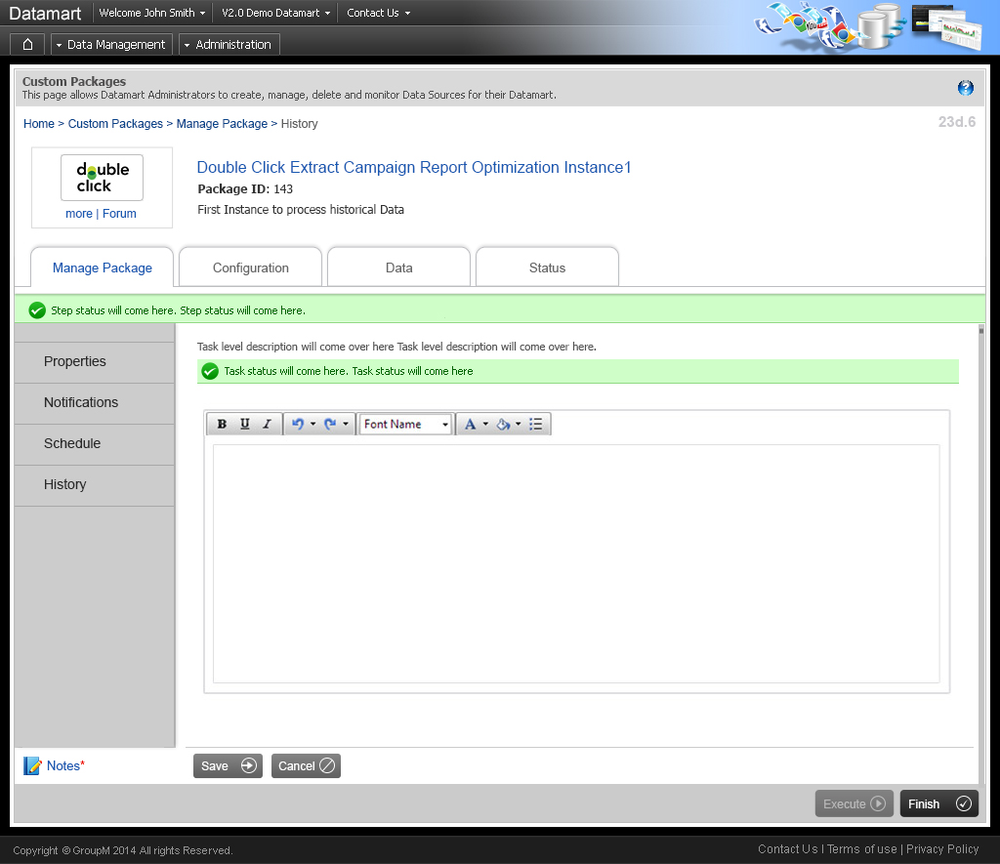 Datamart Welcome John Smith V2.0 Demo Datamart Contact Us
Data Management Administration
Custom Packages
This page allows Datamart Administrators to create, manage, delete and monitor Data Sources for their Datamart.
?
Home > Custom Packages > Manage Package > History
23d.6
double
click
more | Forum
Double Click Extract Campaign Report Optimization Instance1
Package ID: 143
First Instance to process historical Data
Manage Package Configuration Data Status
Step status will come here. Step status will come here.
Properties
Notifications
Schedule
History
Task level description will come over here Task level description will come over here.
Task status will come here. Task status will come here
B U I Font Name A
Notes*
Save Cancel
Execute Finish
Copyright © GroupM 2014 All rights Reserved.
Contact Us | Terms of use | Privacy Policy